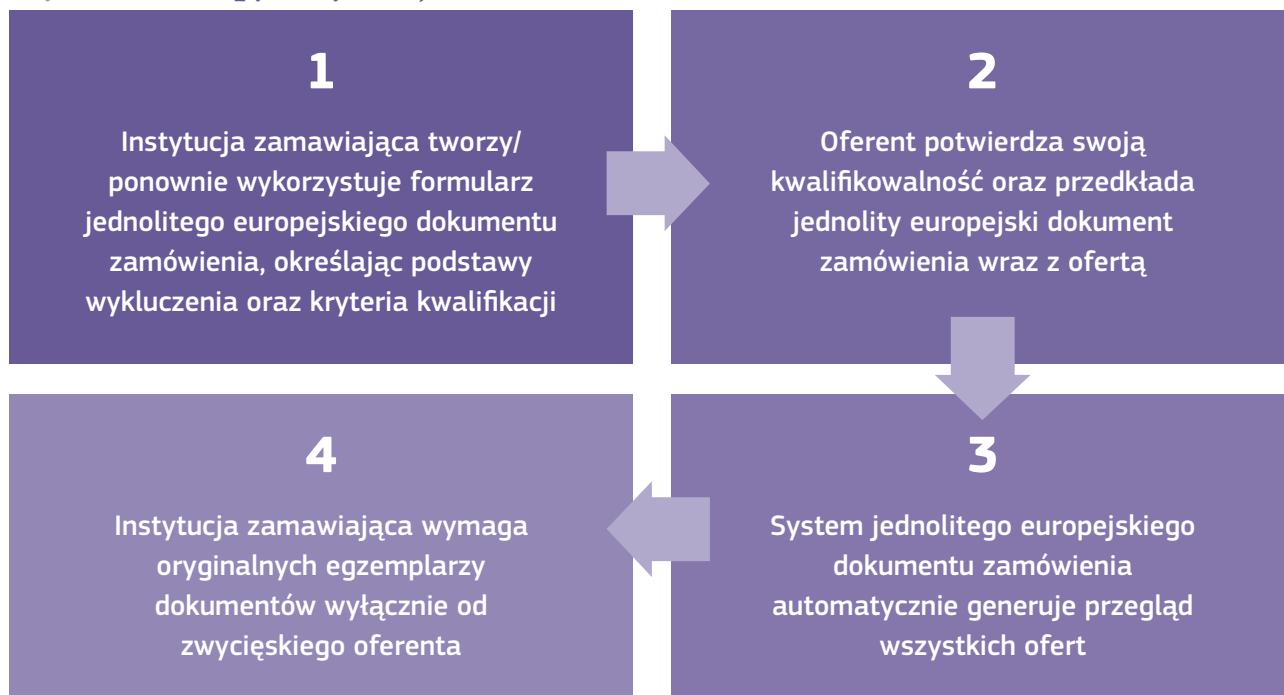 1
Instytucja zamawiająca tworzy/
ponownie wykorzystuje formularz
jednolitego europejskiego dokumentu
zamówienia, określając podstawy
wykluczenia oraz kryteria kwalifikacji
2
Oferent potwierdza swoją
kwalifikowalność oraz przedkłada
jednolity europejski dokument
zamówienia wraz z ofertą
3
System jednolitego europejskiego
dokumentu zamówienia
automatycznie generuje przegląd
wszystkich ofert
4
Instytucja zamawiająca wymaga
oryginalnych egzemplarzy
dokumentów wyłącznie od
zwycięskiego oferenta